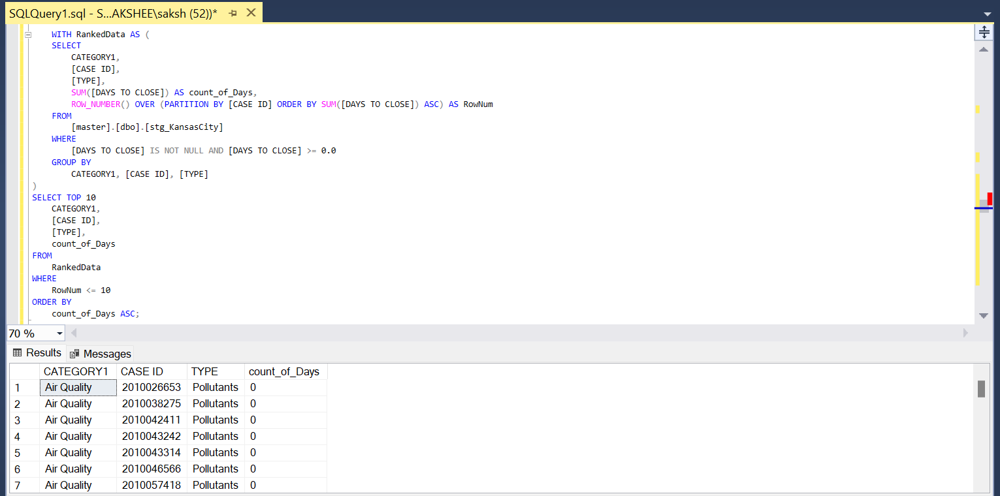 SQLQuery1.sql - S...AKSHEE\saksh (52))*
WITH RankedData AS (
SELECT
CATEGORY1,
[CASE ID],
[TYPE],
SUM([DAYS TO CLOSE]) AS count_of_Days,
ROW_NUMBER() OVER (PARTITION BY [CASE ID] ORDER BY SUM([DAYS TO CLOSE]) ASC) AS RowNum
FROM
[master].[dbo].[stg_KansasCity]
WHERE
[DAYS TO CLOSE] IS NOT NULL AND [DAYS TO CLOSE] >= 0.0
GROUP BY
CATEGORY1, [CASE ID], [TYPE]
)
SELECT TOP 10
CATEGORY1,
[CASE ID],
[TYPE],
count_of_Days
FROM
RankedData
WHERE
RowNum <= 10
ORDER BY
count_of_Days ASC;
70 %
Results Messages
CATEGORY1 CASE ID TYPE count_of_Days
1 Air Quality 2010026653 Pollutants 0
2 Air Quality 2010038275 Pollutants 0
3 Air Quality 2010042411 Pollutants 0
4 Air Quality 2010043242 Pollutants 0
5 Air Quality 2010043314 Pollutants 0
6 Air Quality 2010046566 Pollutants 0
7 Air Quality 2010057418 Pollutants 0